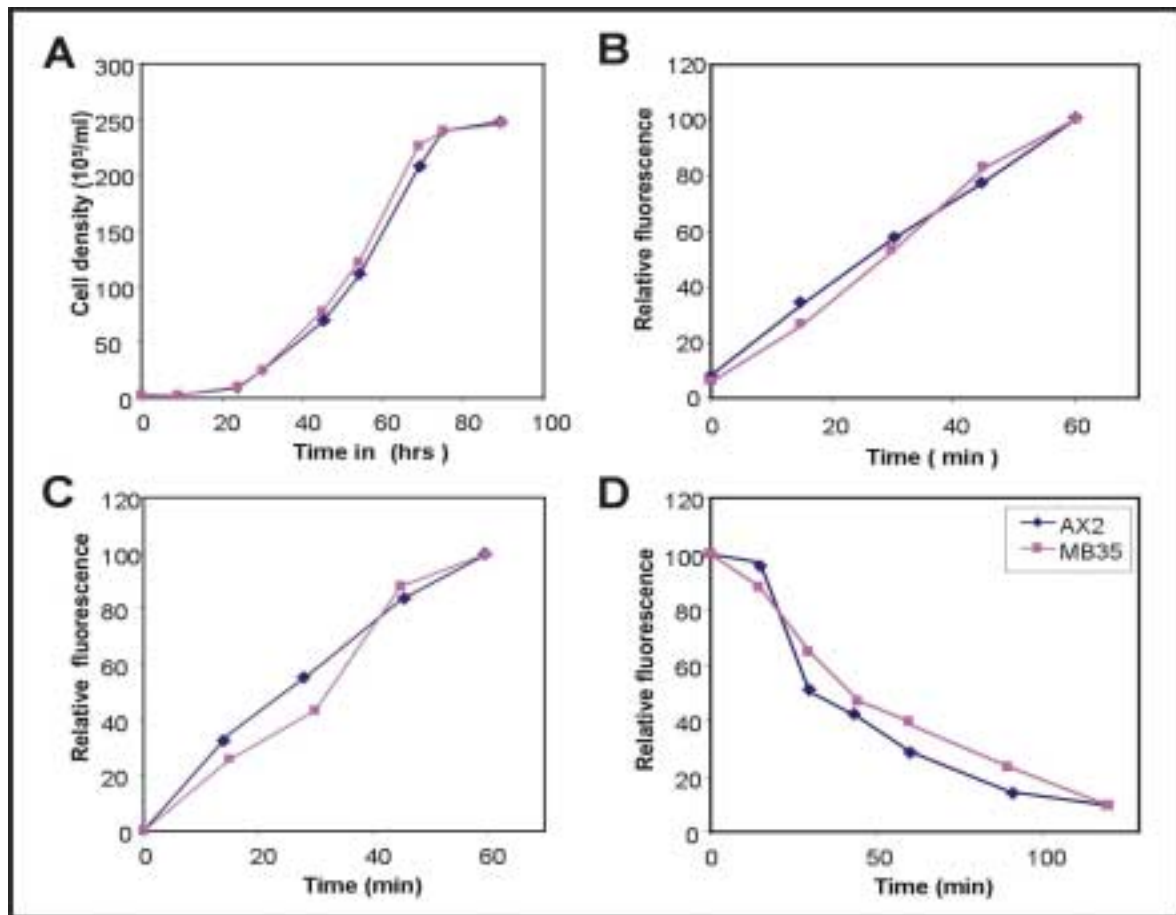 A
300
250
200
150
100
50
0
Cell density (10⁵/ml)
0 20 40 60 80 100
Time in (hrs )
B
120
100
80
60
40
20
0
Relative fluorescence
0 20 40 60
Time ( min )
C
120
100
80
60
40
20
0
Relative fluorescence
0 20 40 60
Time (min)
D
120
100
80
60
40
20
0
Relative fluorescence
AX2
MB35
0 50 100
Time (min)